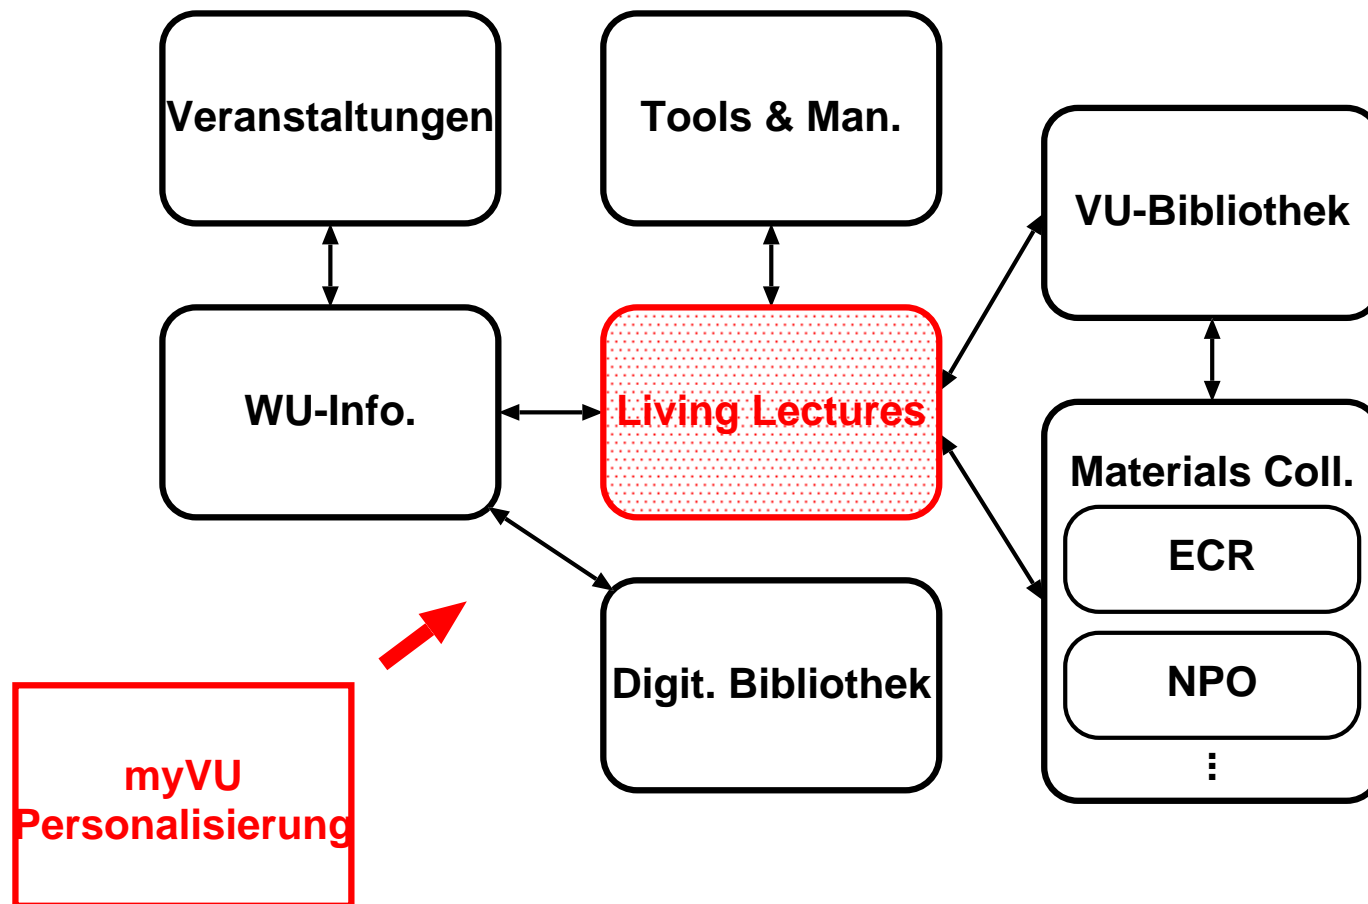 Veranstaltungen
Tools & Man.
VU-Bibliothek
WU-Info.
Living Lectures
Materials Coll.
ECR
NPO
⋮
Digit. Bibliothek
myVU
Personalisierung